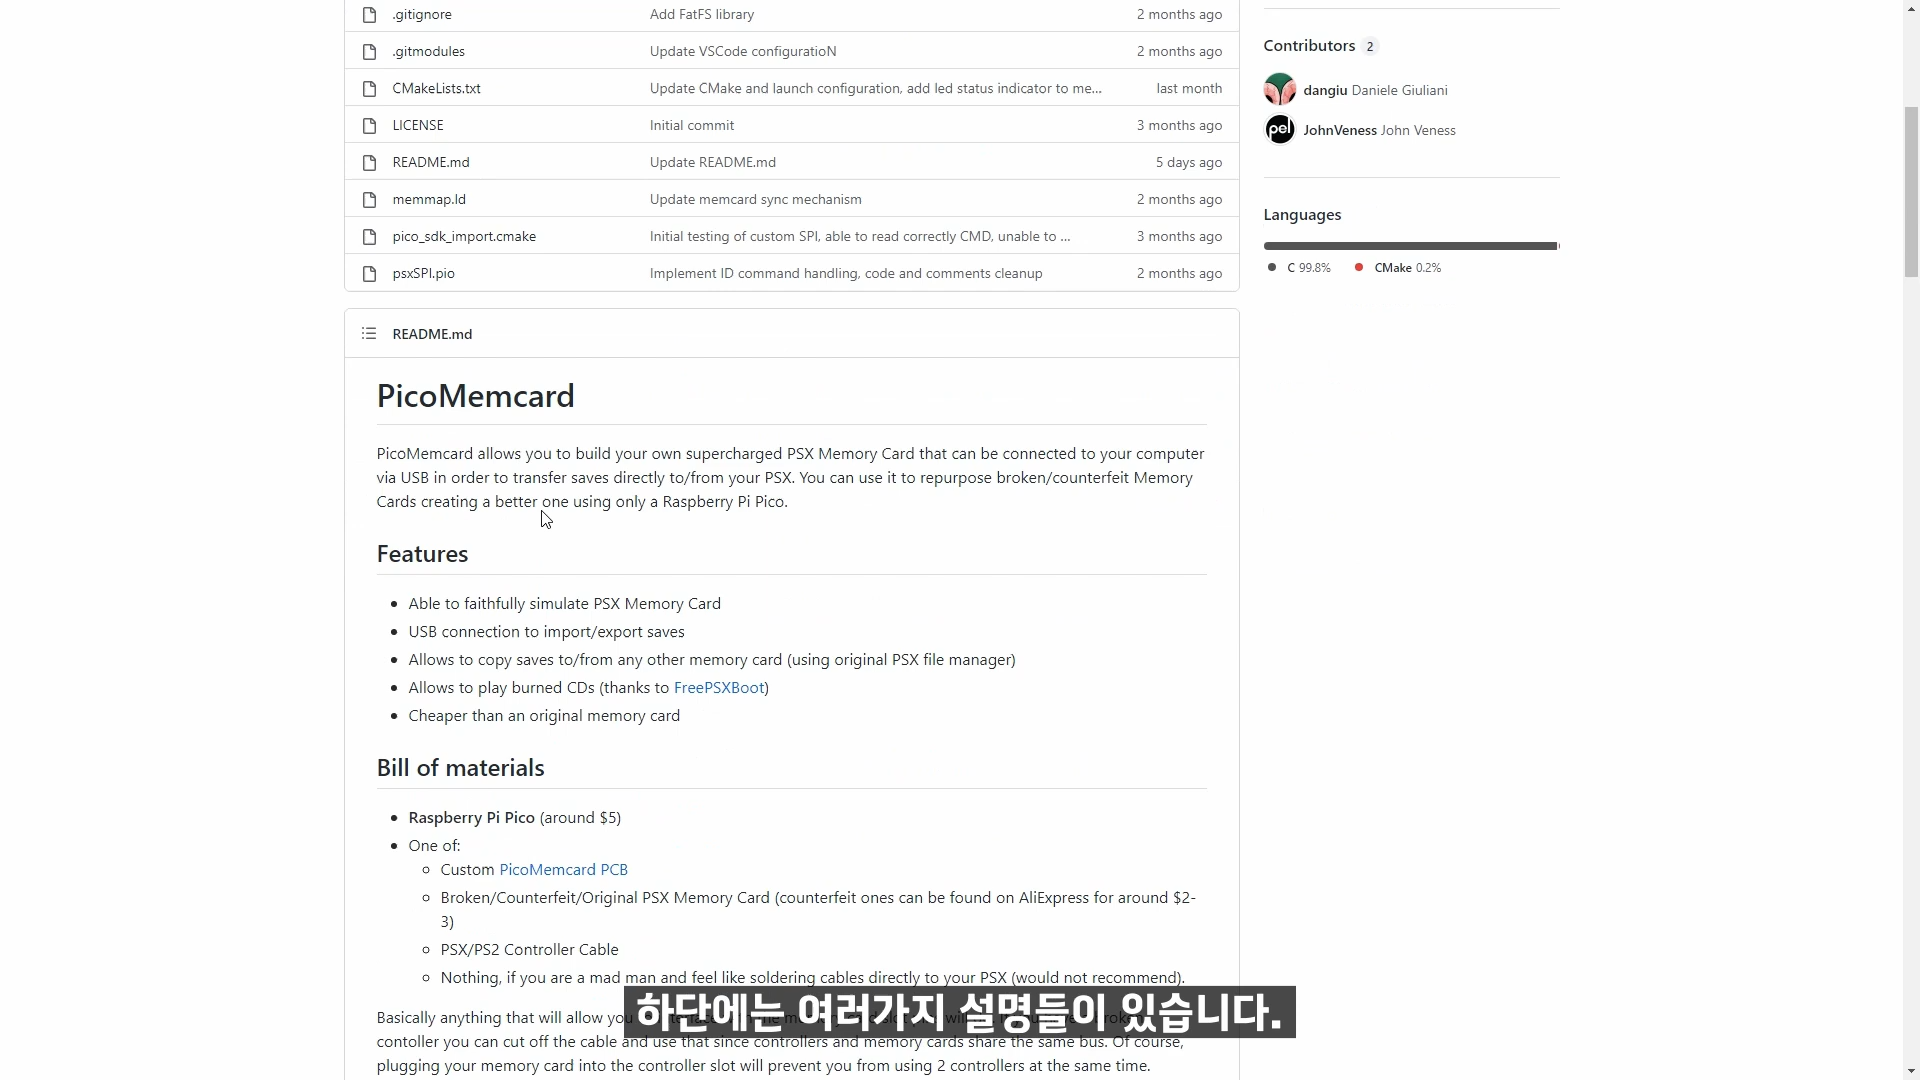 .gitignore Add FatFS library 2 months ago
.gitmodules Update VSCode configuratioN 2 months ago
CMakeLists.txt Update CMake and launch configuration, add led status indicator to me... last month
LICENSE Initial commit 3 months ago
README.md Update README.md 5 days ago
memmap.ld Update memcard sync mechanism 2 months ago
pico_sdk_import.cmake Initial testing of custom SPI, able to read correctly CMD, unable to ... 3 months ago
psxSPI.pio Implement ID command handling, code and comments cleanup 2 months ago
README.md
PicoMemcard
PicoMemcard allows you to build your own supercharged PSX Memory Card that can be connected to your computer
via USB in order to transfer saves directly to/from your PSX. You can use it to repurpose broken/counterfeit Memory
Cards creating a better one using only a Raspberry Pi Pico.
Features
Able to faithfully simulate PSX Memory Card
USB connection to import/export saves
Allows to copy saves to/from any other memory card (using original PSX file manager)
Allows to play burned CDs (thanks to FreePSXBoot)
Cheaper than an original memory card
Bill of materials
Raspberry Pi Pico (around $5)
One of:
Custom PicoMemcard PCB
Broken/Counterfeit/Original PSX Memory Card (counterfeit ones can be found on AliExpress for around $2-
3)
PSX/PS2 Controller Cable
Nothing, if you are a mad man and feel like soldering cables directly to your PSX (would not recommend).
Basically anything that will allow you
contoller you can cut off the cable and use that since controllers and memory cards share the same bus. Of course,
plugging your memory card into the controller slot will prevent you from using 2 controllers at the same time.
하단에는 여러가지 설명들이 있습니다.
Contributors 2
dangiu Daniele Giuliani
pel
JohnVeness John Veness
Languages
C 99.8% CMake 0.2%